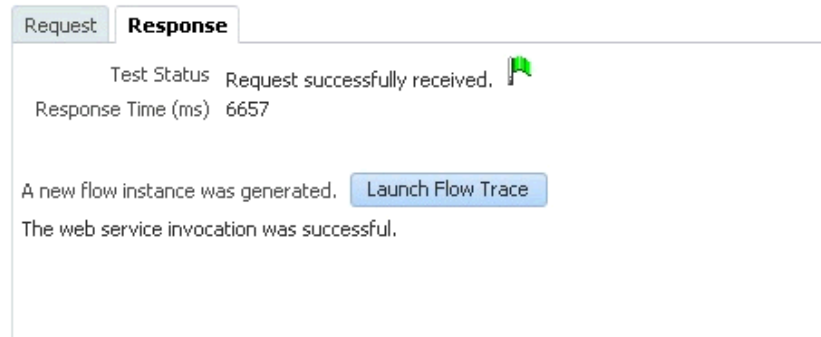 Request Response
Test Status Request successfully received.
Response Time (ms) 6657
A new flow instance was generated. Launch Flow Trace
The web service invocation was successful.